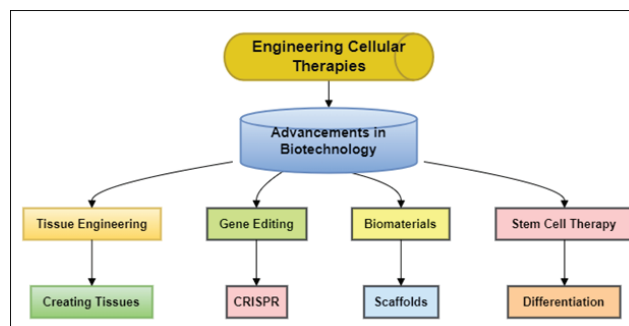 Engineering Cellular
Therapies
Advancements in
Biotechnology
Tissue Engineering
Gene Editing
Biomaterials
Stem Cell Therapy
Creating Tissues
CRISPR
Scaffolds
Differentiation